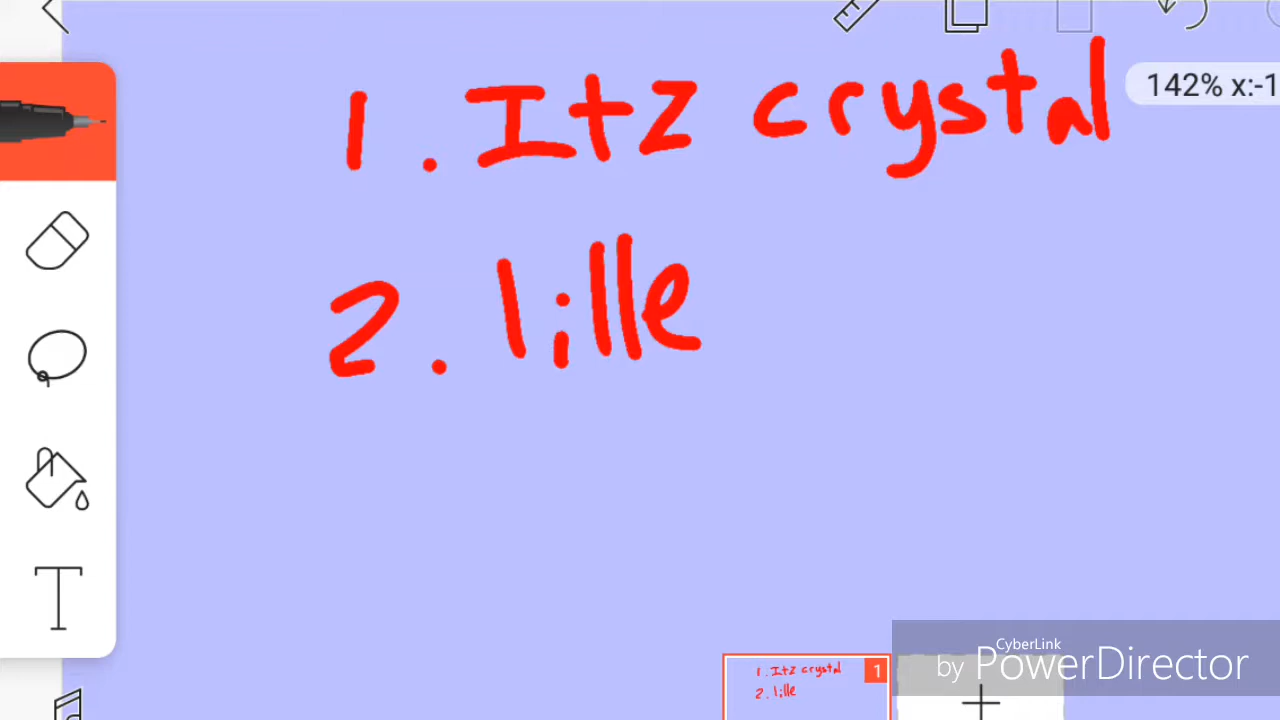 142% x:-1
1. Itz crystal
2. lille
1. Itz crystal
2. lille
1
CyberLink
by PowerDirector